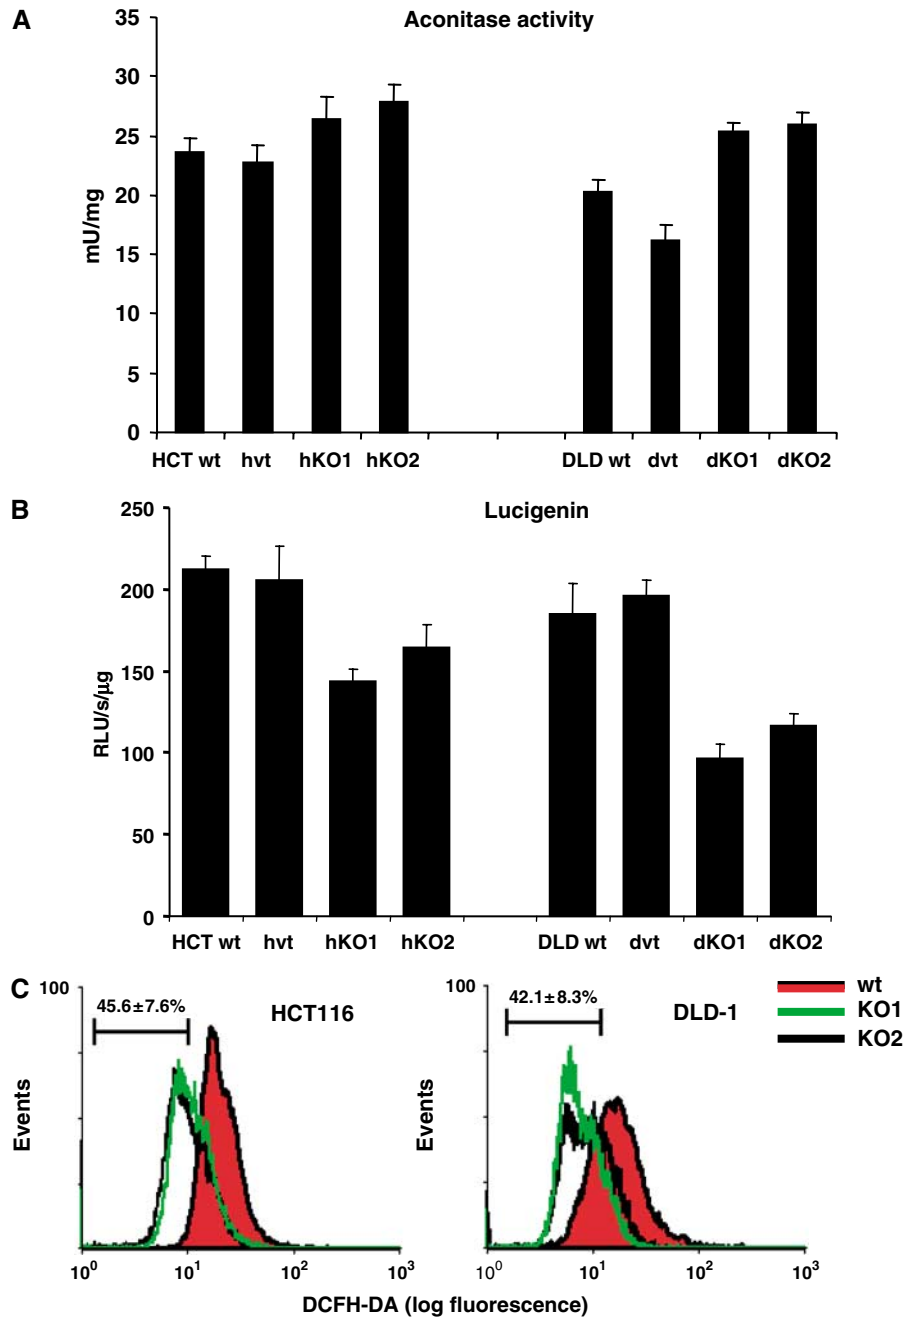 A
Aconitase activity
35
30
25
20
15
10
5
0
mU/mg
HCT wt hvt hKO1 hKO2 DLD wt dvt dKO1 dKO2
B
Lucigenin
250
200
150
100
50
0
RLU/s/µg
HCT wt hvt hKO1 hKO2 DLD wt dvt dKO1 dKO2
C
100
45.6±7.6%
HCT116
Events
10⁰ 10¹ 10² 10³
100
42.1±8.3%
DLD-1
Events
10⁰ 10¹ 10² 10³
wt
KO1
KO2
DCFH-DA (log fluorescence)